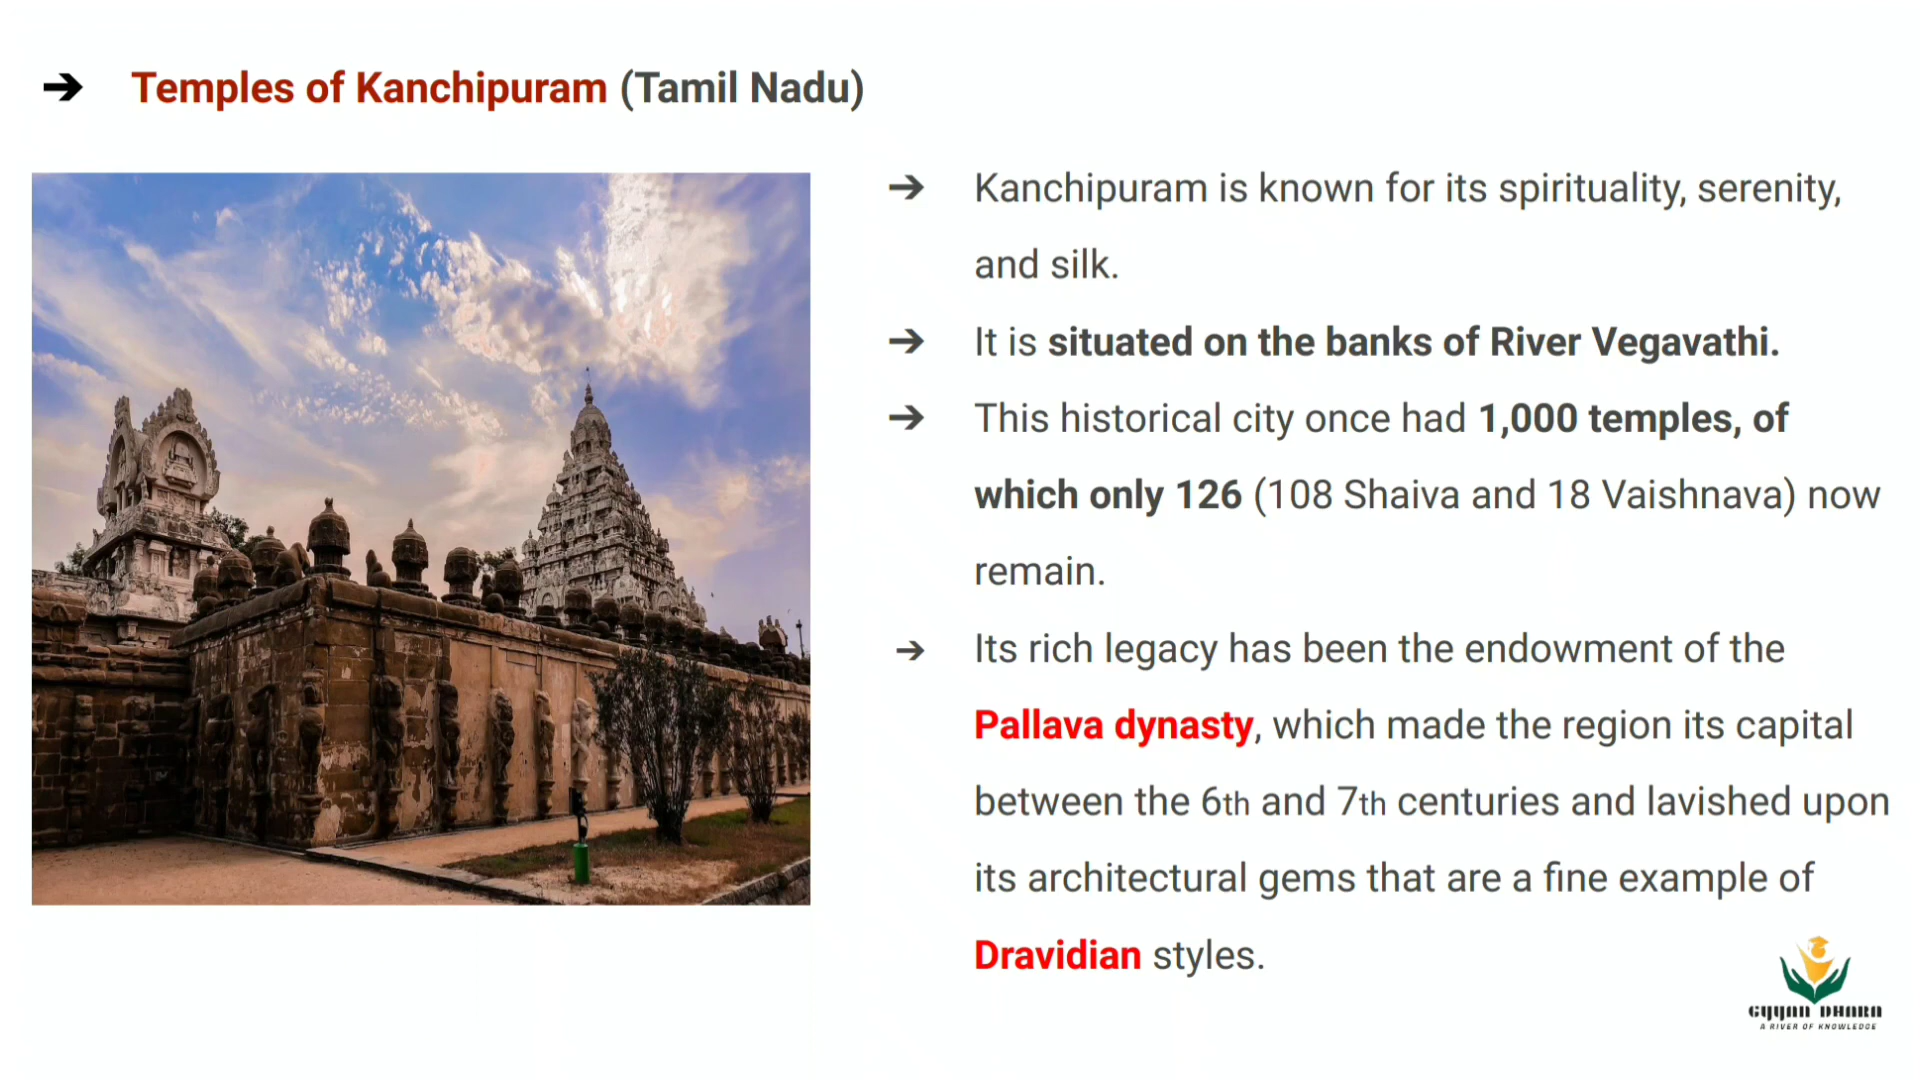 ➔ Temples of Kanchipuram (Tamil Nadu)
➔ Kanchipuram is known for its spirituality, serenity,
and silk.
➔ It is situated on the banks of River Vegavathi.
➔ This historical city once had 1,000 temples, of
which only 126 (108 Shaiva and 18 Vaishnava) now
remain.
➔ Its rich legacy has been the endowment of the
Pallava dynasty, which made the region its capital
between the 6th and 7th centuries and lavished upon
its architectural gems that are a fine example of
Dravidian styles.
GYYAN DHARA
A RIVER OF KNOWLEDGE